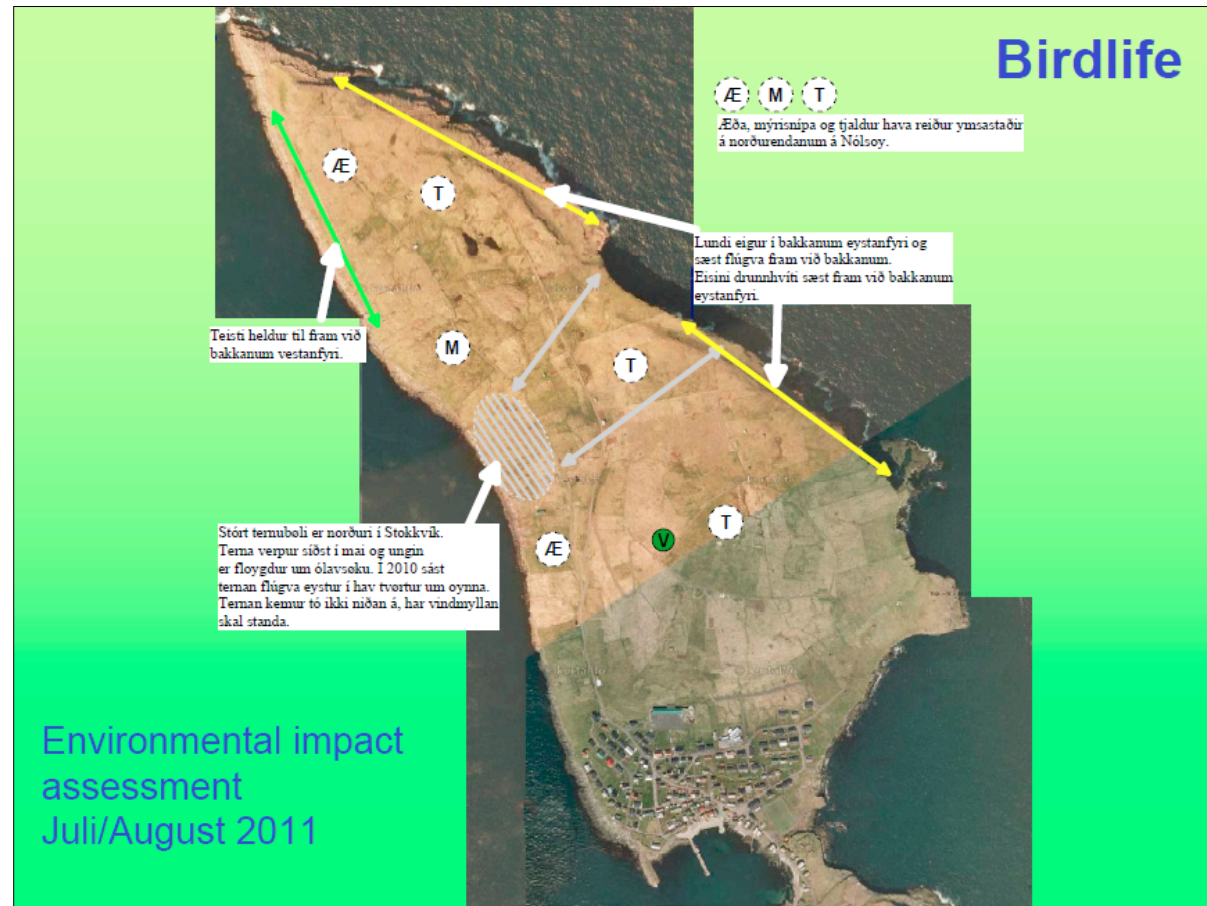 Birdlife
Æ M T
Æða, mýrisnípa og tjaldur hava reiður ymsastaðir
á norðurendanum á Nólsoy.
Æ
T
Lundi eigur í bakkanum eystanfyri og
sæst flúgva fram við bakkanum.
Eisini drunnhvíti sæst fram við bakkanum
eystanfyri.
Teisti heldur til fram við
bakkanum vestanfyri.
M
T
Stórt ternubøli er norðuri í Stokkvík.
Terna verpur síðst í mai og ungin
er floygdur um ólavsøku. Í 2010 sást
ternan flúgva eystur í hav tvørtur um oynna.
Ternan kemur tó ikki niðan á, har vindmyllan
skal standa.
Æ
V
T
Environmental impact
assessment
Juli/August 2011